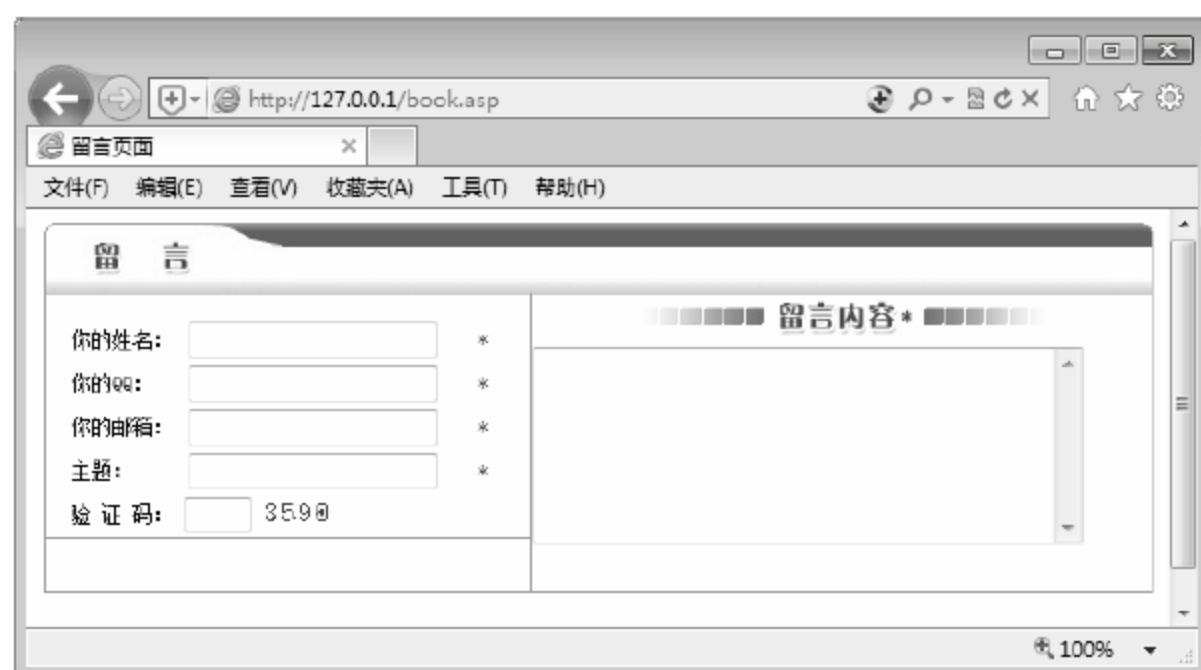 http://127.0.0.1/book.asp
留言页面
文件(F) 编辑(E) 查看(V) 收藏夹(A) 工具(T) 帮助(H)
留 言
留言内容*
你的姓名: *
你的QQ: *
你的邮箱: *
主题: *
验 证 码: 3590
100%